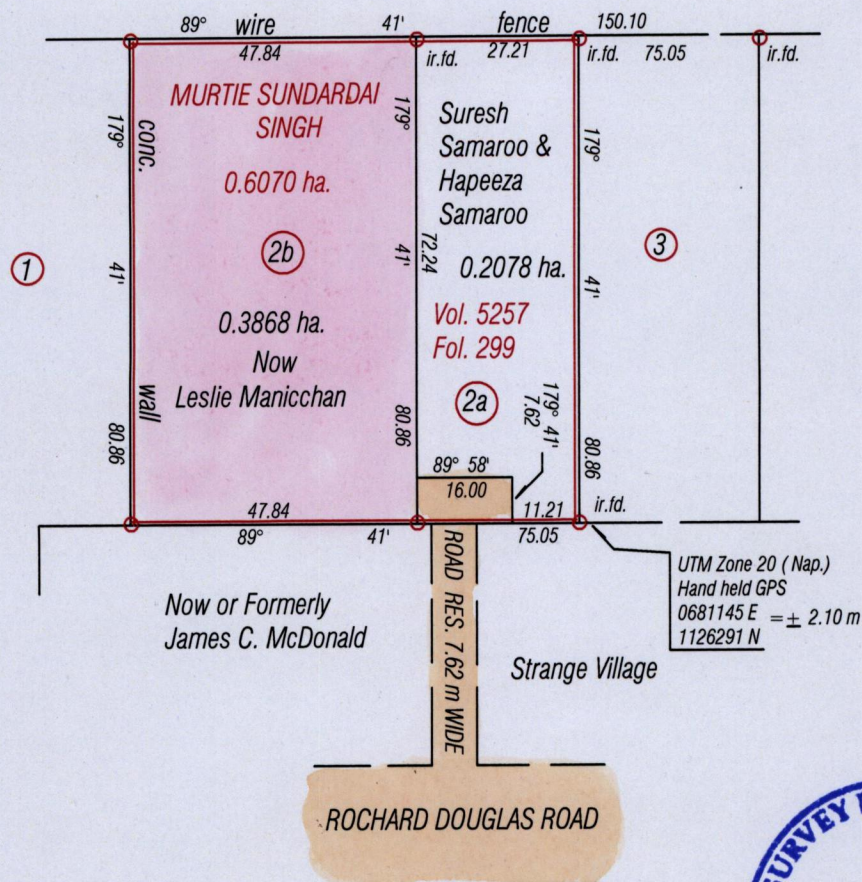 89° wire 41' fence 150.10
47.84 ir.fd. 27.21 ir.fd. 75.05 ir.fd.
MURTIE SUNDARDAI
SINGH
0.6070 ha.
2b
0.3868 ha.
Now
Leslie Manicchan
179° 41' 80.86
conc. wall
179° 41' 80.86
72.24
Suresh
Samaroo &
Hapeeza
Samaroo
0.2078 ha.
Vol. 5257
Fol. 299
2a
179° 41'
7.62
179° 41' 80.86
1
3
89° 58'
16.00
47.84 11.21 ir.fd.
89° 41' 75.05
UTM Zone 20 ( Nap.)
Hand held GPS
0681145 E
1126291 N
= ± 2.10 m
Now or Formerly
James C. McDonald
ROAD RES. 7.62 m WIDE
Strange Village
ROCHARD DOUGLAS ROAD
SURVEY